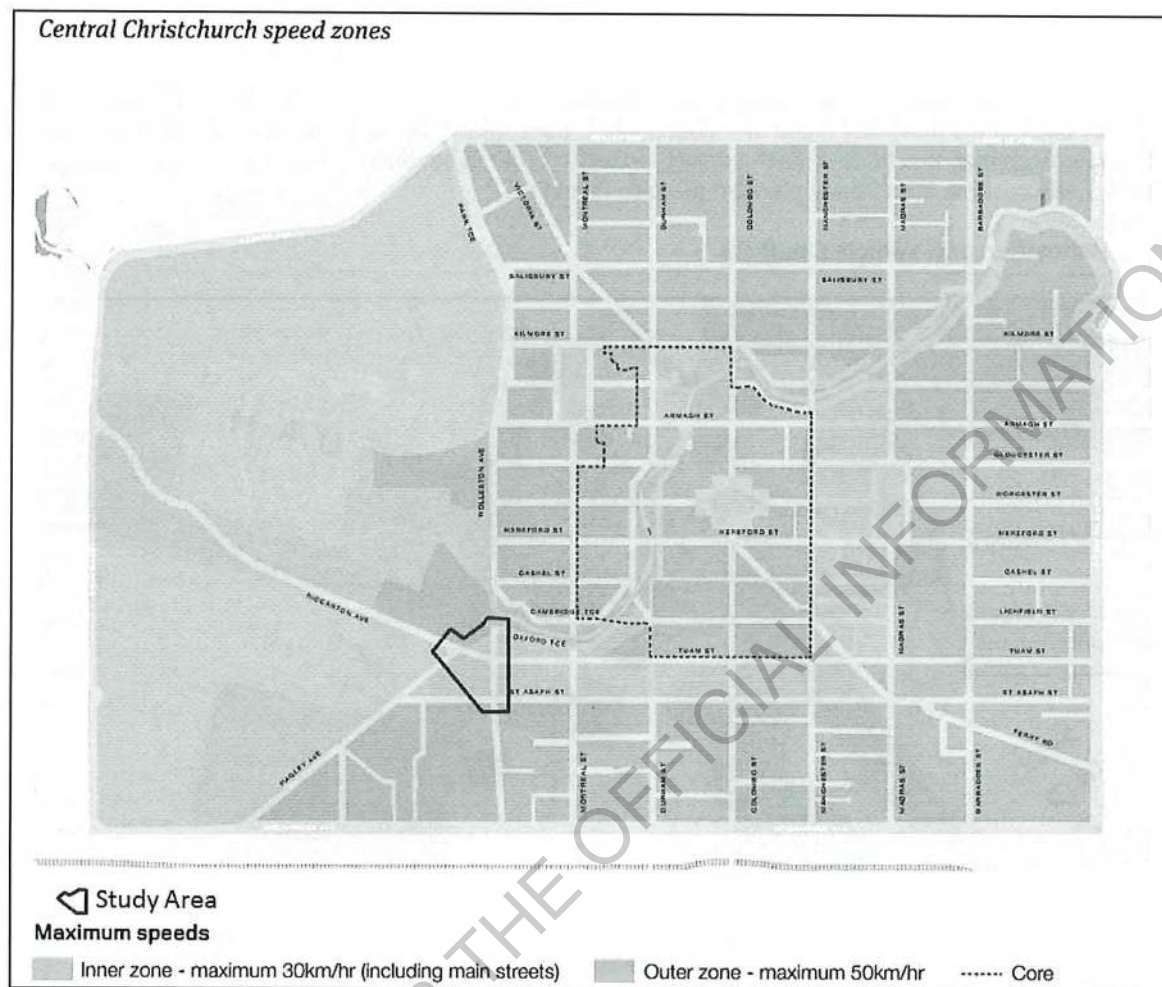 Central Christchurch speed zones
PARK TCE
VICTORIA ST
MONTREAL ST
DURHAM ST
COLOMBO ST
MANCHESTER ST
MADRAS ST
BARBADOES ST
SALISBURY ST
SALISBURY ST
KILMORE ST
KILMORE ST
ARMAGH ST
ARMAGH ST
GLOUCESTER ST
ROLLESTON AVE
WORCESTER ST
HEREFORD ST
HEREFORD ST
HEREFORD ST
CASHEL ST
CASHEL ST
RICCARTON AVE
CAMBRIDGE TCE
LICHFIELD ST
OXFORD TCE
MADRAS ST
TUAM ST
TUAM ST
ST ASAPH ST
ST ASAPH ST
FERRY RD
HAGLEY AVE
MONTREAL ST
DURHAM ST
COLOMBO ST
MANCHESTER ST
MADRAS ST
BARBADOES ST
THE OFFICIAL INFORMATION
Study Area
Maximum speeds
Inner zone - maximum 30km/hr (including main streets)
Outer zone - maximum 50km/hr
Core